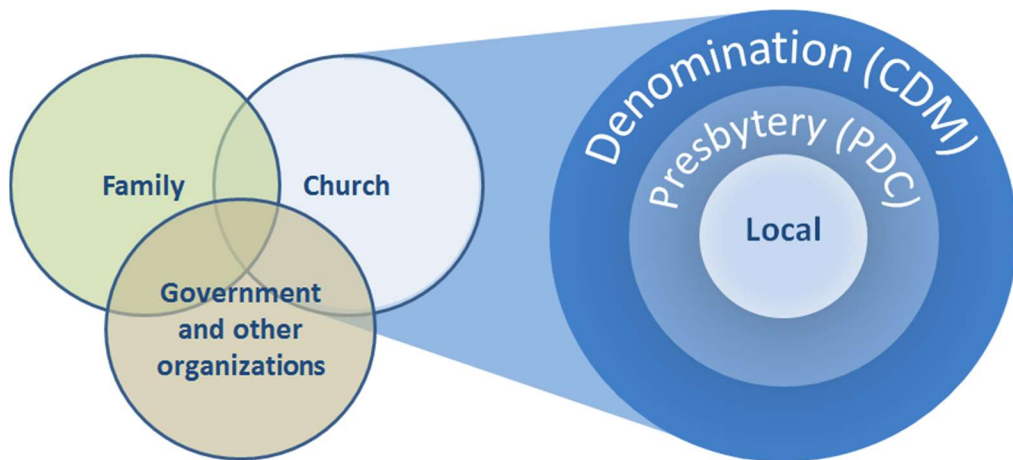 Family
Church
Government
and other
organizations
Denomination (CDM)
Presbytery (PDC)
Local